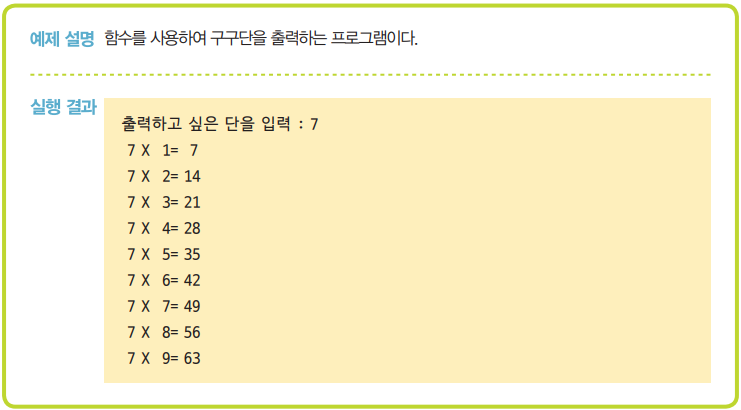 예제 설명 함수를 사용하여 구구단을 출력하는 프로그램이다.
실행 결과
출력하고 싶은 단을 입력 : 7
7 X 1= 7
7 X 2= 14
7 X 3= 21
7 X 4= 28
7 X 5= 35
7 X 6= 42
7 X 7= 49
7 X 8= 56
7 X 9= 63